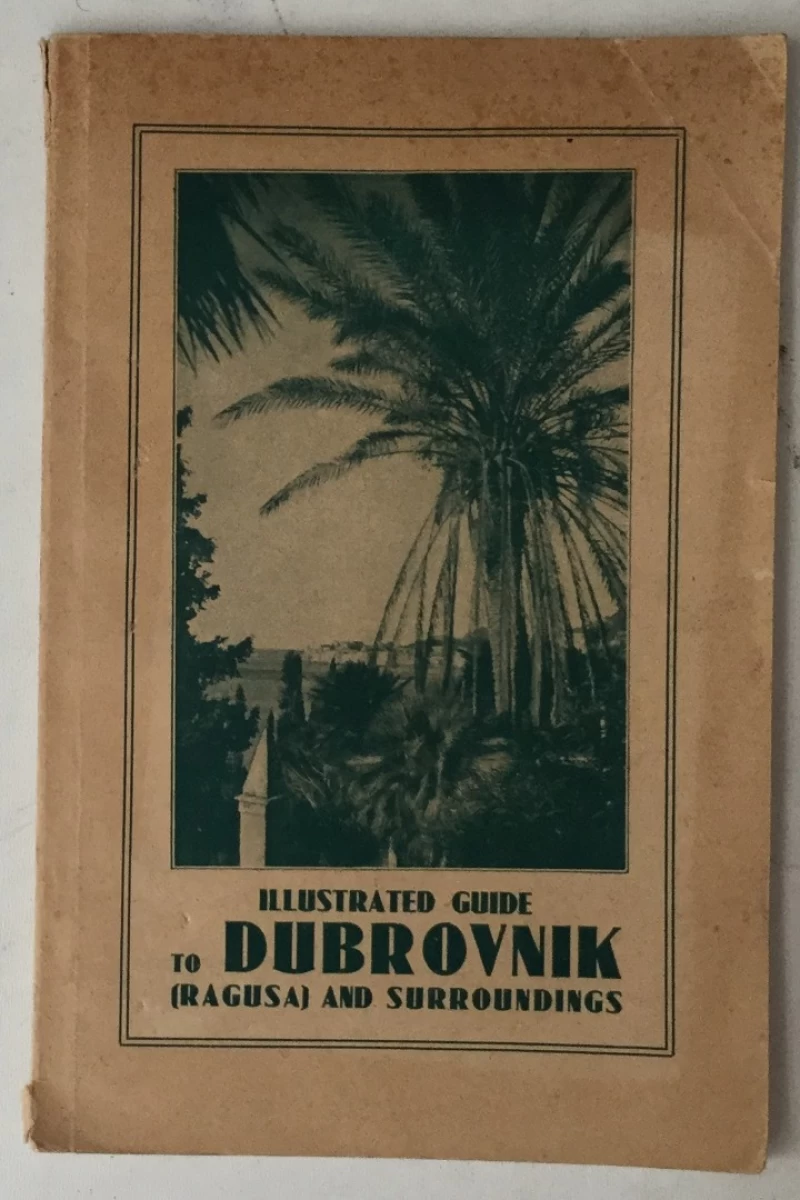 ILLUSTRATED GUIDE
TO DUBROVNIK
(RAGUSA) AND SURROUNDINGS